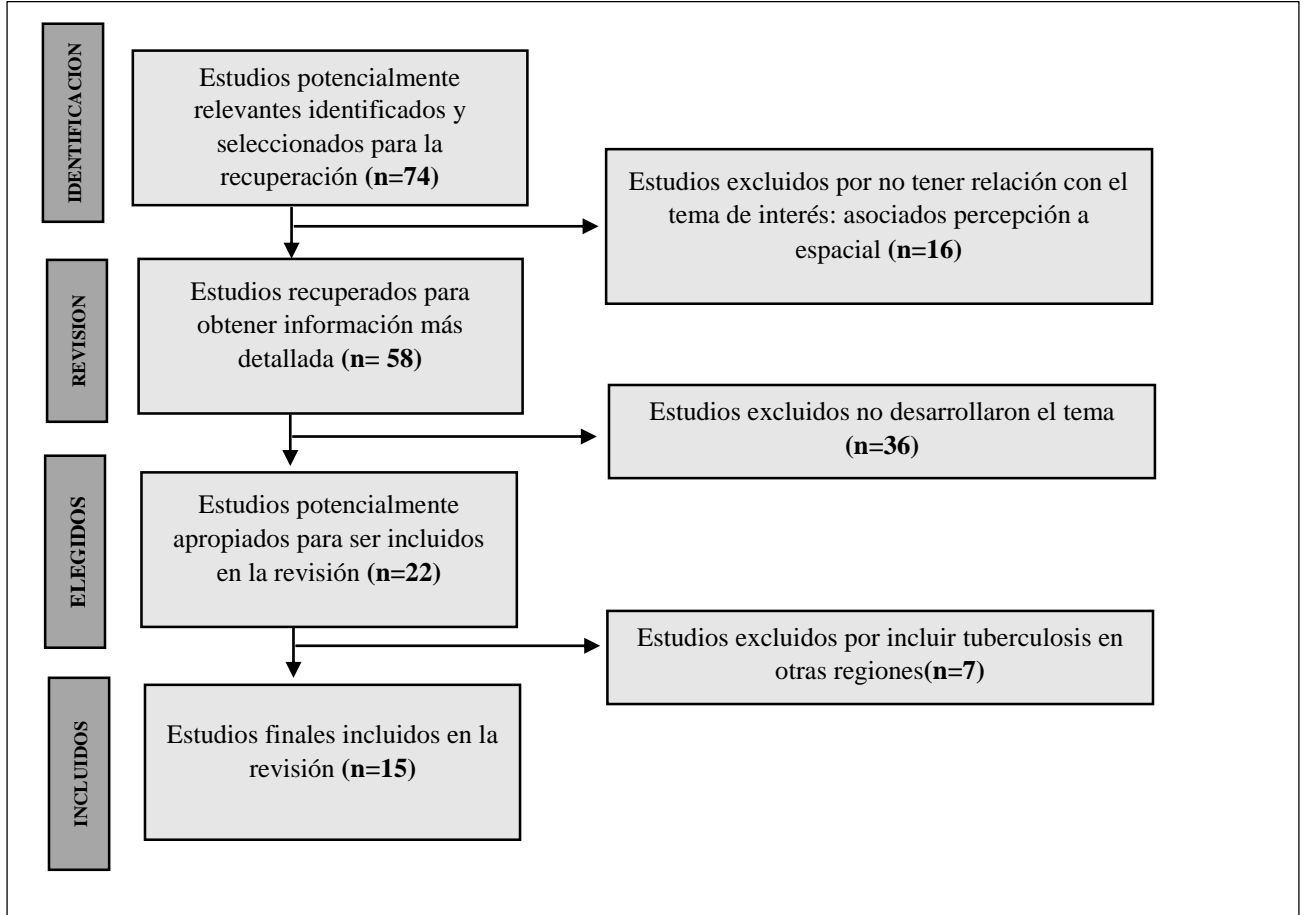 IDENTIFICACION
Estudios potencialmente
relevantes identificados y
seleccionados para la
recuperación (n=74)
Estudios excluidos por no tener relación con el
tema de interés: asociados percepción a
espacial (n=16)
REVISION
Estudios recuperados para
obtener información más
detallada (n= 58)
Estudios excluidos no desarrollaron el tema
(n=36)
ELEGIDOS
Estudios potencialmente
apropiados para ser incluidos
en la revisión (n=22)
Estudios excluidos por incluir tuberculosis en
otras regiones(n=7)
INCLUIDOS
Estudios finales incluidos en la
revisión (n=15)